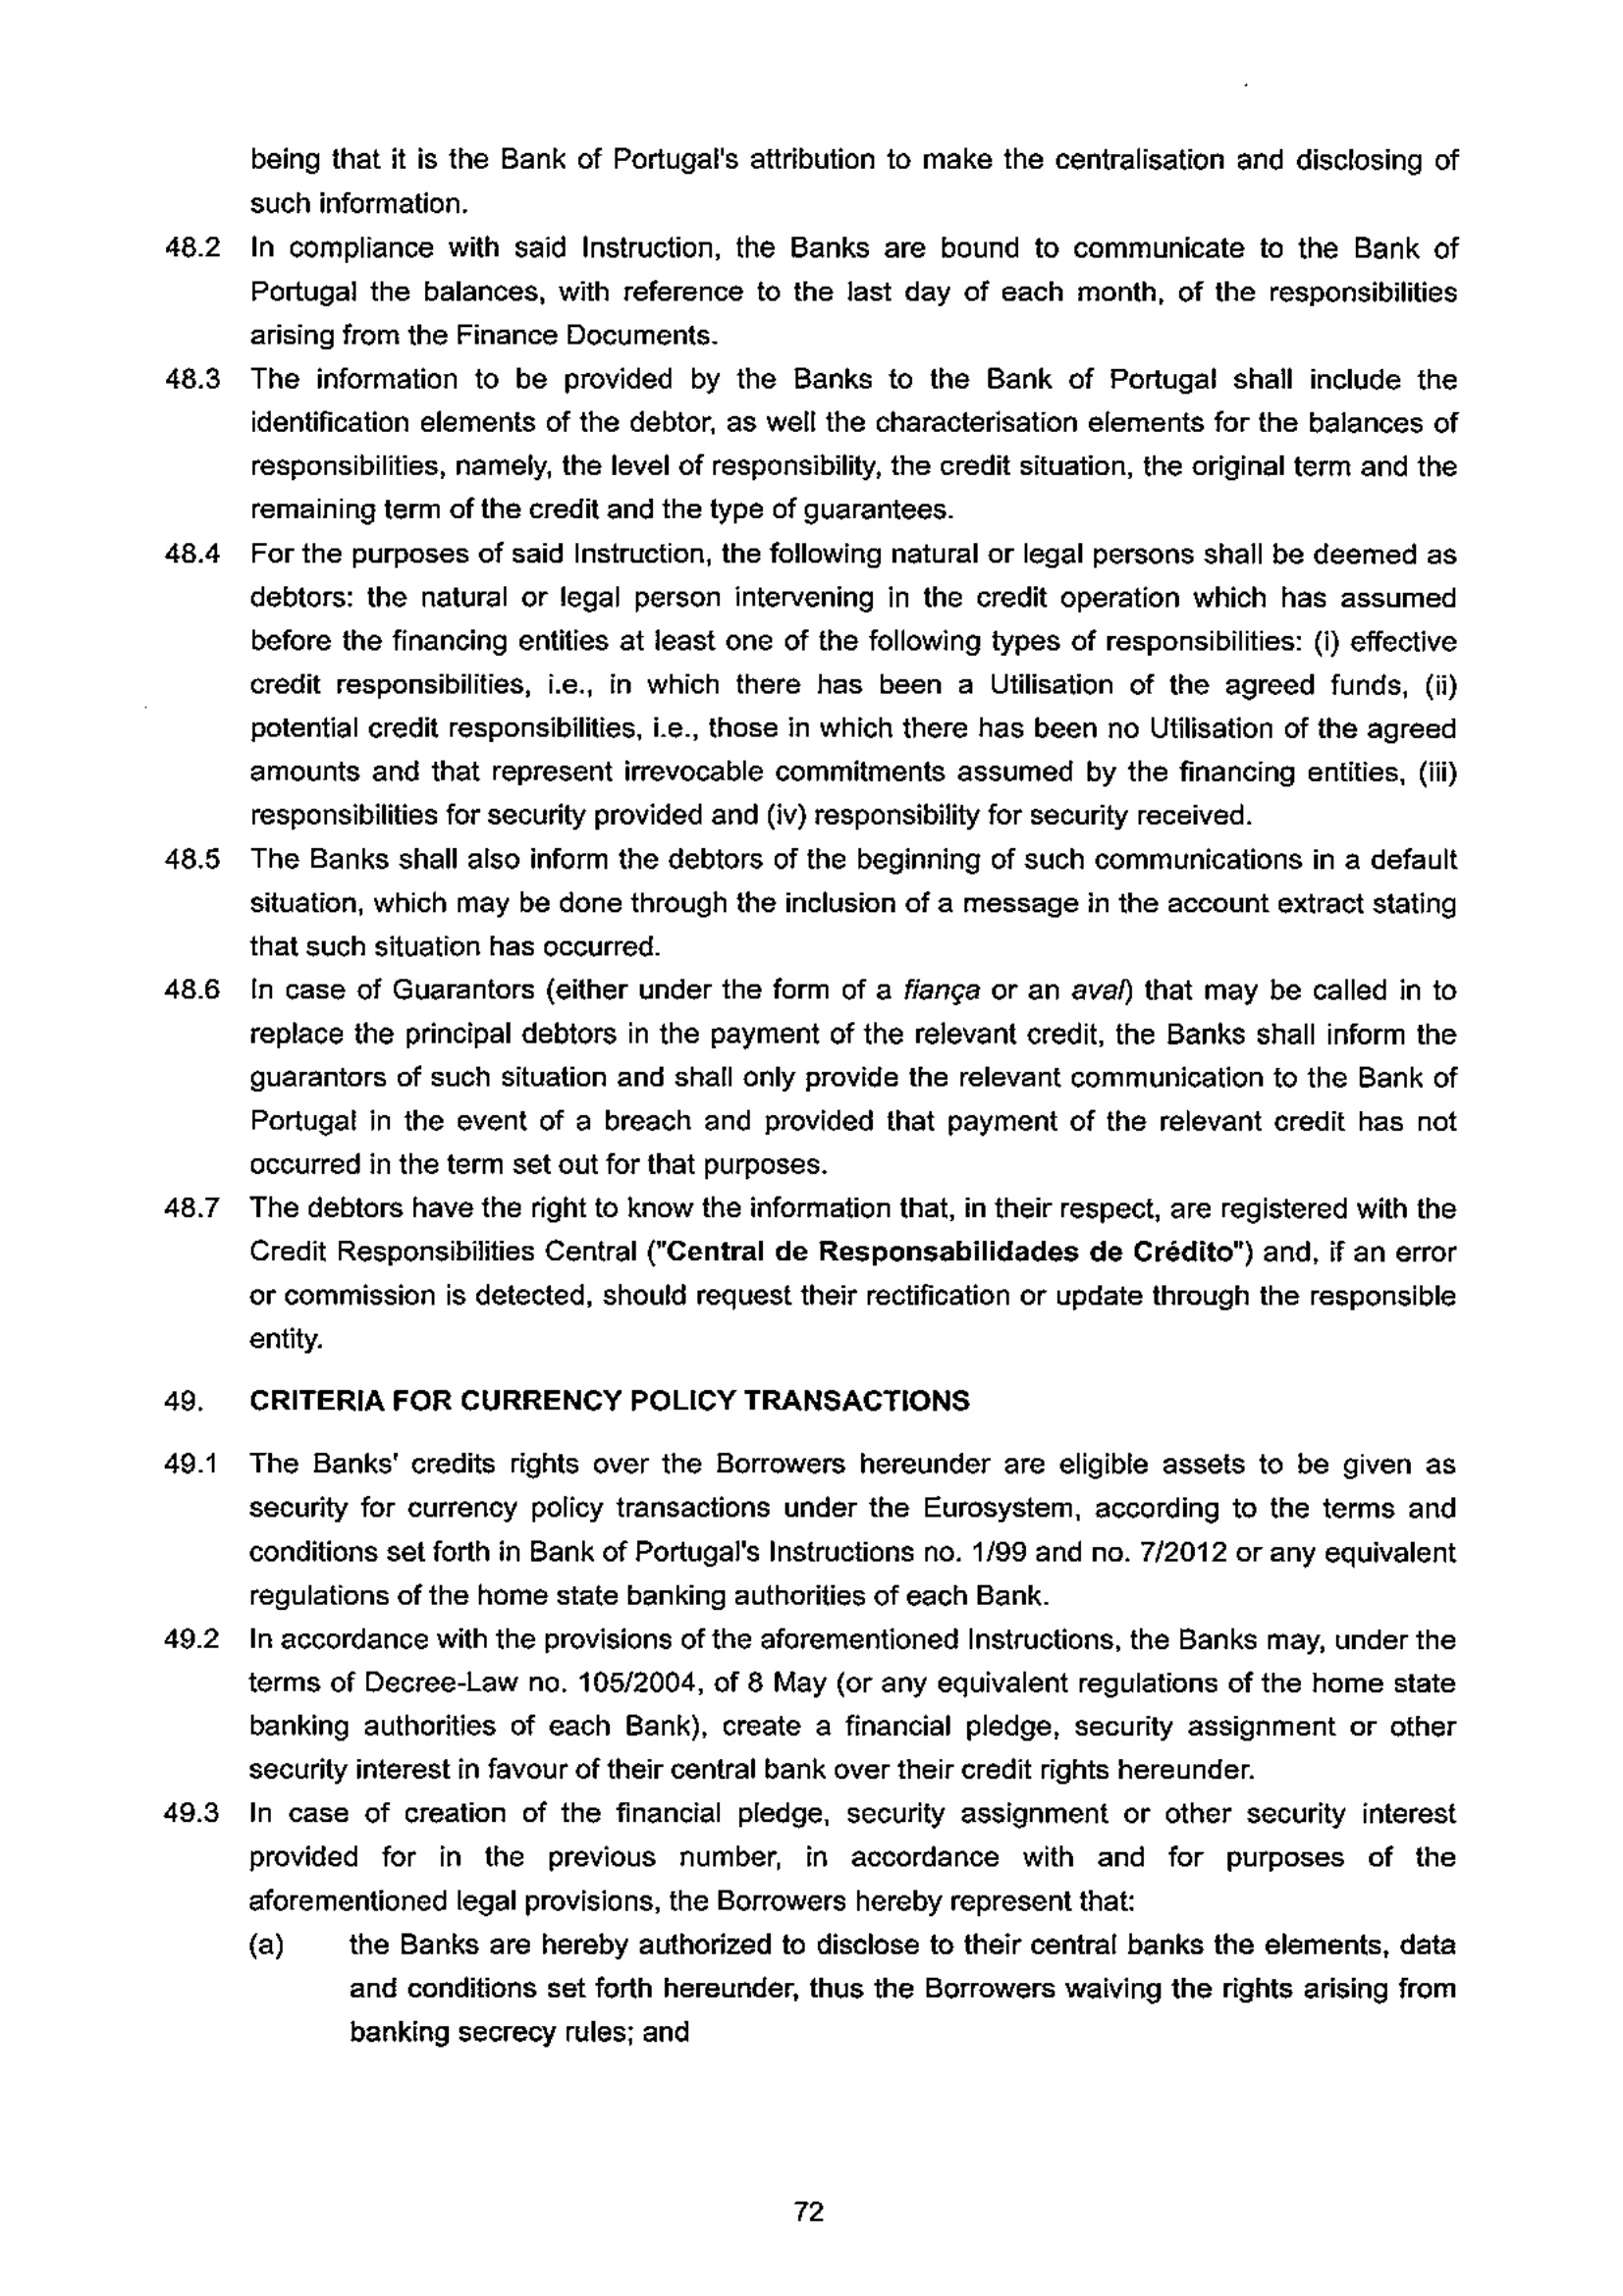 being that it is the Bank of Portugal's attribution to make the centralisation and disclosing of
such information.
48.2 In compliance with said Instruction, the Banks are bound to communicate to the Bank of
Portugal the balances, with reference to the last day of each month, of the responsibilities
arising from the Finance Documents.
48.3 The information to be provided by the Banks to the Bank of Portugal shall include the
identification elements of the debtor, as well the characterisation elements for the balances of
responsibilities, namely, the level of responsibility, the credit situation, the original term and the
remaining term of the credit and the type of guarantees.
48.4 For the purposes of said Instruction, the following natural or legal persons shall be deemed as
debtors: the natural or legal person intervening in the credit operation which has assumed
before the financing entities at least one of the following types of responsibilities: (i) effective
credit responsibilities, i.e., in which there has been a Utilisation of the agreed funds, (ii)
potential credit responsibilities, i.e., those in which there has been no Utilisation of the agreed
amounts and that represent irrevocable commitments assumed by the financing entities, (iii)
responsibilities for security provided and (iv) responsibility for security received.
48.5 The Banks shall also inform the debtors of the beginning of such communications in a default
situation, which may be done through the inclusion of a message in the account extract stating
that such situation has occurred.
48.6 In case of Guarantors (either under the form of a fiança or an aval) that may be called in to
replace the principal debtors in the payment of the relevant credit, the Banks shall inform the
guarantors of such situation and shall only provide the relevant communication to the Bank of
Portugal in the event of a breach and provided that payment of the relevant credit has not
occurred in the term set out for that purposes.
48.7 The debtors have the right to know the information that, in their respect, are registered with the
Credit Responsibilities Central ("Central de Responsabilidades de Crédito") and, if an error
or commission is detected, should request their rectification or update through the responsible
entity.
49. CRITERIA FOR CURRENCY POLICY TRANSACTIONS
49.1 The Banks' credits rights over the Borrowers hereunder are eligible assets to be given as
security for currency policy transactions under the Eurosystem, according to the terms and
conditions set forth in Bank of Portugal's Instructions no. 1/99 and no. 7/2012 or any equivalent
regulations of the home state banking authorities of each Bank.
49.2 In accordance with the provisions of the aforementioned Instructions, the Banks may, under the
terms of Decree-Law no. 105/2004, of 8 May (or any equivalent regulations of the home state
banking authorities of each Bank), create a financial pledge, security assignment or other
security interest in favour of their central bank over their credit rights hereunder.
49.3 In case of creation of the financial pledge, security assignment or other security interest
provided for in the previous number, in accordance with and for purposes of the
aforementioned legal provisions, the Borrowers hereby represent that:
(a) the Banks are hereby authorized to disclose to their central banks the elements, data
and conditions set forth hereunder, thus the Borrowers waiving the rights arising from
banking secrecy rules; and
72